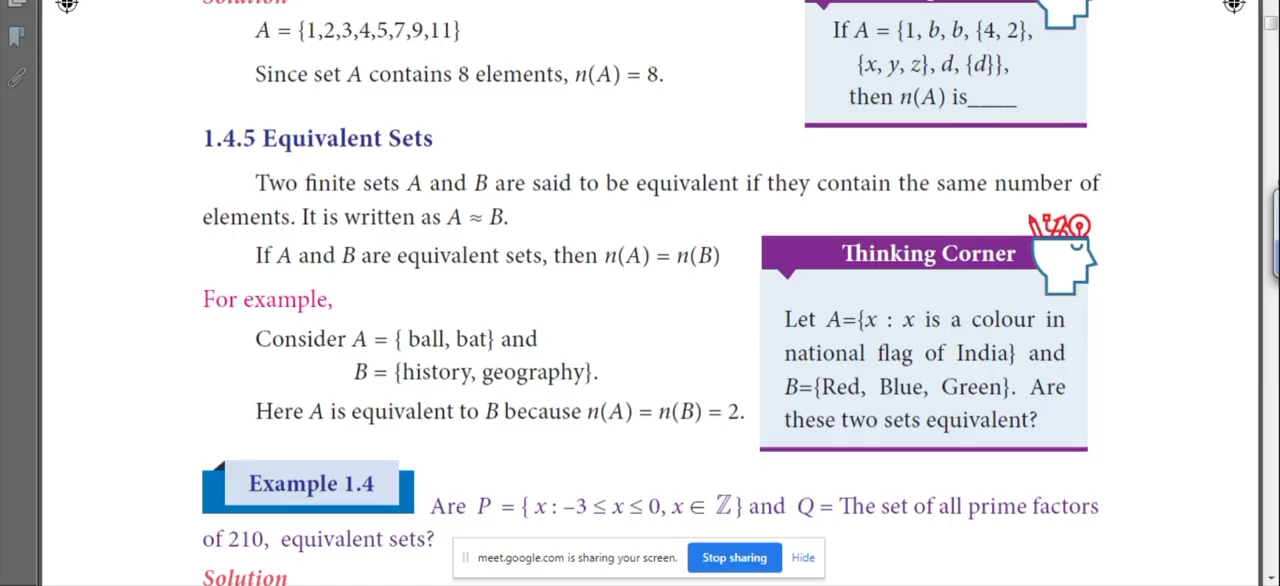 Solution
A = {1,2,3,4,5,7,9,11}
Since set A contains 8 elements, n(A) = 8.
If A = {1, b, b, {4, 2},
{x, y, z}, d, {d}},
then n(A) is____
1.4.5 Equivalent Sets
Two finite sets A and B are said to be equivalent if they contain the same number of
elements. It is written as A ≈ B.
If A and B are equivalent sets, then n(A) = n(B)
For example,
Consider A = { ball, bat} and
B = {history, geography}.
Here A is equivalent to B because n(A) = n(B) = 2.
Thinking Corner
Let A={x : x is a colour in
national flag of India} and
B={Red, Blue, Green}. Are
these two sets equivalent?
Example 1.4
Are P = { x : −3 ≤ x ≤ 0, x ∈ ℤ} and Q = The set of all prime factors
of 210, equivalent sets?
meet.google.com is sharing your screen. Stop sharing Hide
Solution